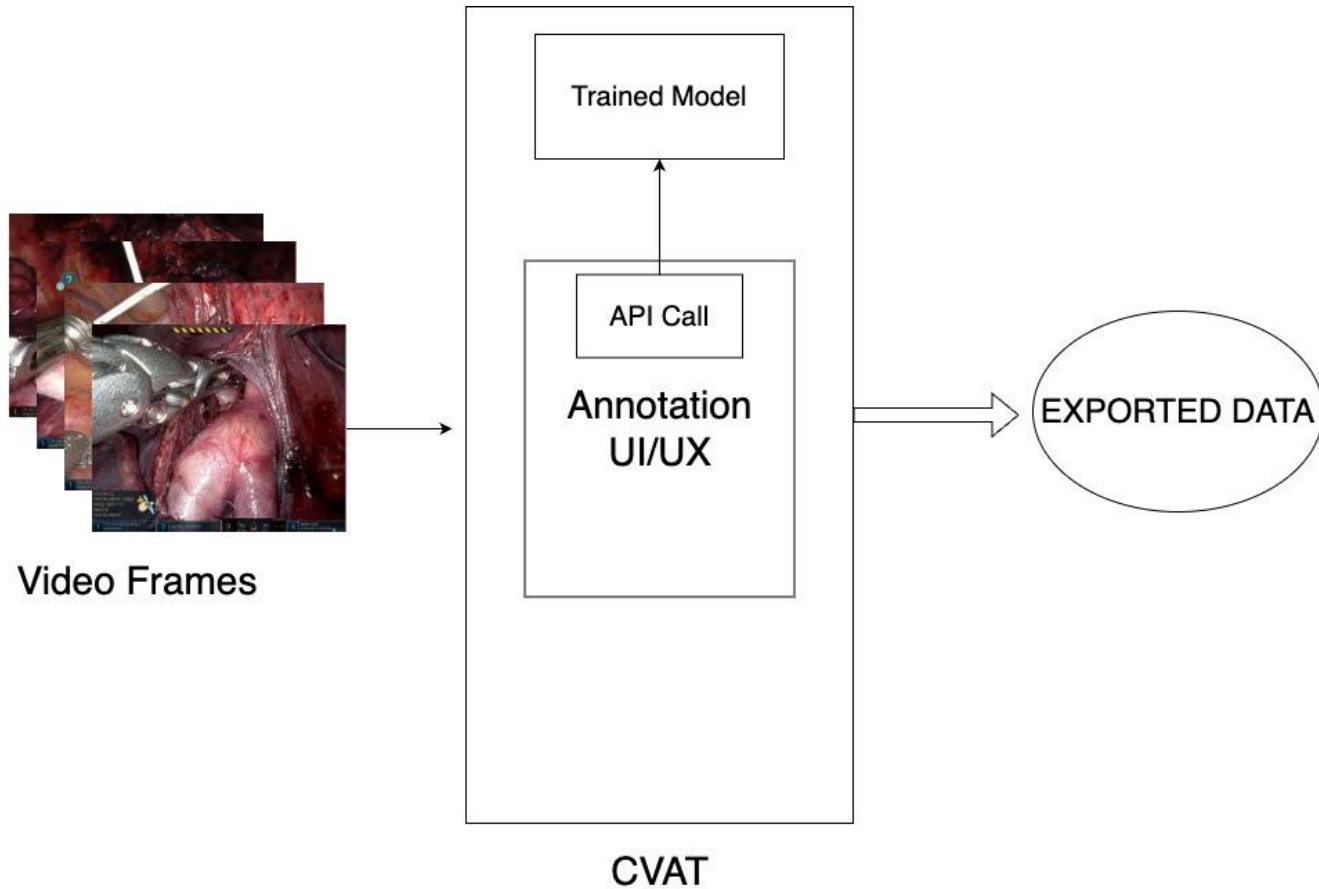 Trained Model
API Call
Annotation
UI/UX
EXPORTED DATA
Video Frames
CVAT